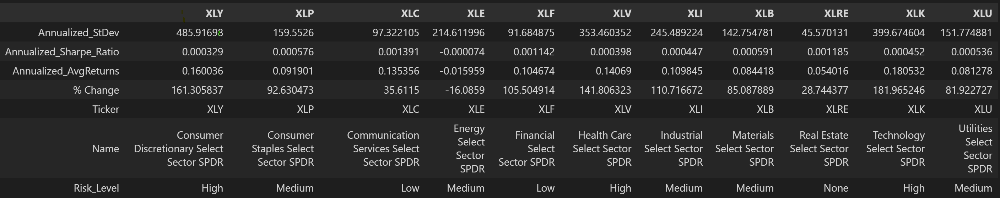 XLY XLP XLC XLE XLF XLV XLI XLB XLRE XLK XLU
Annualized_StDev 485.91698 159.5526 97.322105 214.611996 91.684875 353.460352 245.489224 142.754781 45.570131 399.674604 151.774881
Annualized_Sharpe_Ratio 0.000329 0.000576 0.001391 -0.000074 0.001142 0.000398 0.000447 0.000591 0.001185 0.000452 0.000536
Annualized_AvgReturns 0.160036 0.091901 0.135356 -0.015959 0.104674 0.14069 0.109845 0.084418 0.054016 0.180532 0.081278
% Change 161.305837 92.630473 35.6115 -16.0859 105.504914 141.806323 110.716672 85.087889 28.744377 181.965246 81.922727
Ticker XLY XLP XLC XLE XLF XLV XLI XLB XLRE XLK XLU
Name
Consumer
Discretionary Select
Sector SPDR
Consumer
Staples Select
Sector SPDR
Communication
Services Select
Sector SPDR
Energy
Select
Sector
SPDR
Financial
Select
Sector SPDR
Health Care
Select Sector
SPDR
Industrial
Select Sector
SPDR
Materials
Select Sector
SPDR
Real Estate
Select Sector
SPDR
Technology
Select Sector
SPDR
Utilities
Select
Sector
SPDR
Risk_Level High Medium Low Medium Low High Medium Medium None High Medium